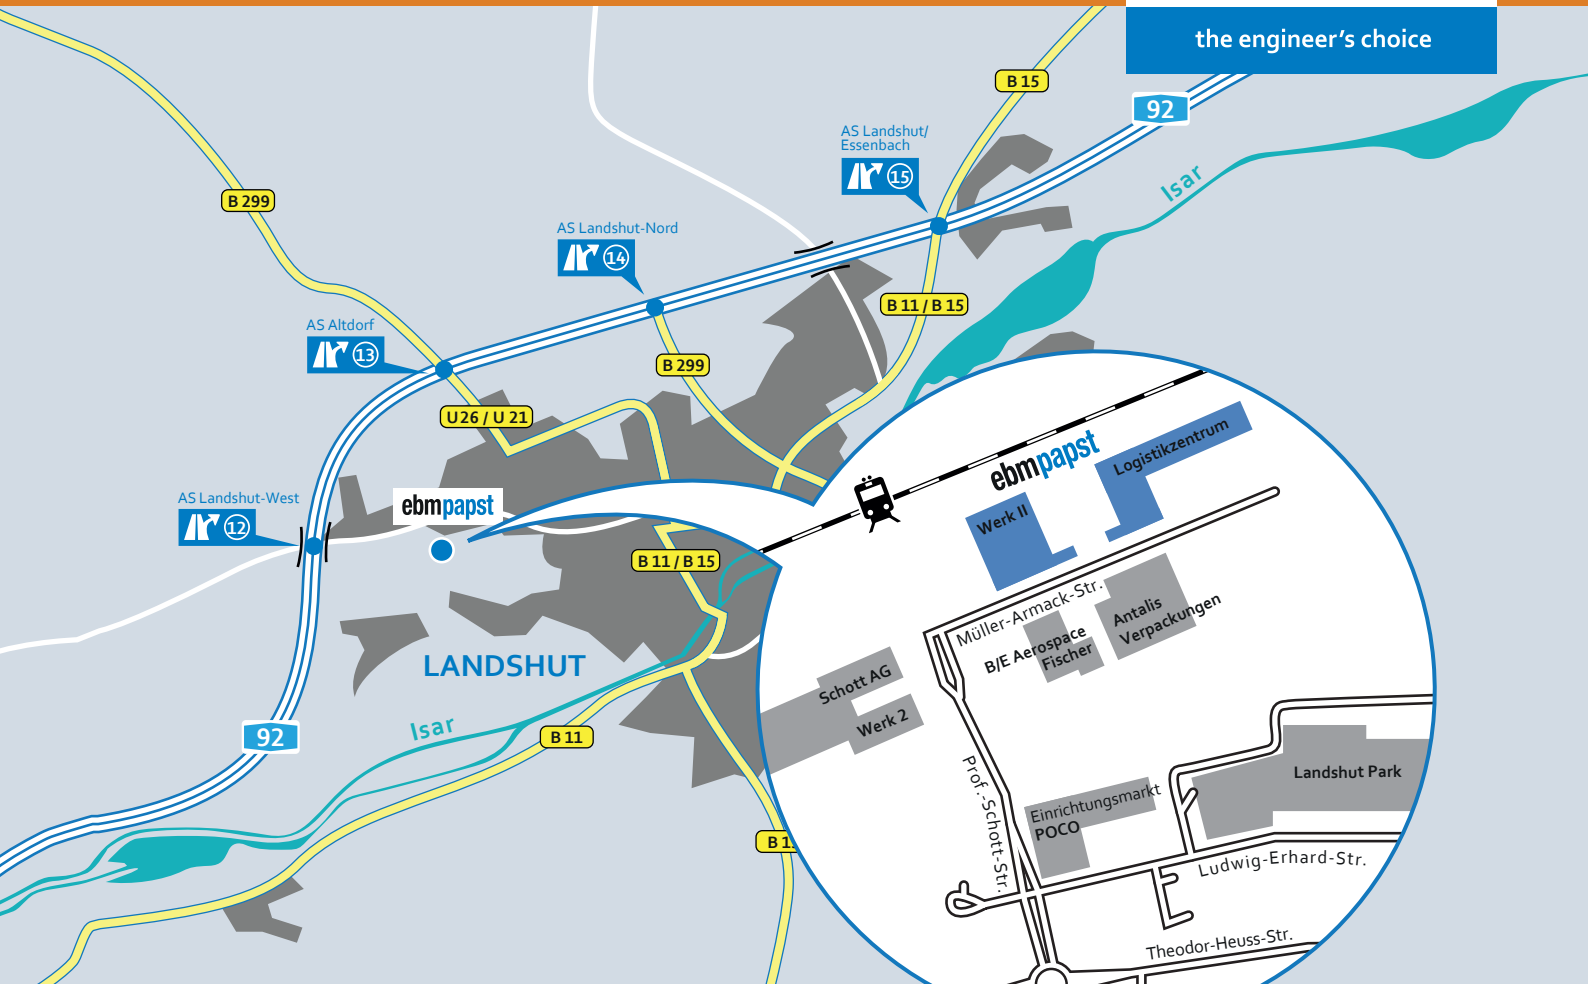 the engineer's choice
B 15
92
AS Landshut/
Essenbach
15
Isar
B 299
AS Landshut-Nord
14
B 11 / B 15
AS Altdorf
13
B 299
U26 / U 21
ebmpapst
Logistikzentrum
AS Landshut-West
12
ebmpapst
Werk II
B 11 / B 15
Müller-Armack-Str.
Antalis
Verpackungen
B/E Aerospace
Fischer
LANDSHUT
Schott AG
Werk 2
Isar
92
B 11
Prof.-Schott-Str.
Landshut Park
Einrichtungsmarkt
POCO
B 1
Ludwig-Erhard-Str.
Theodor-Heuss-Str.